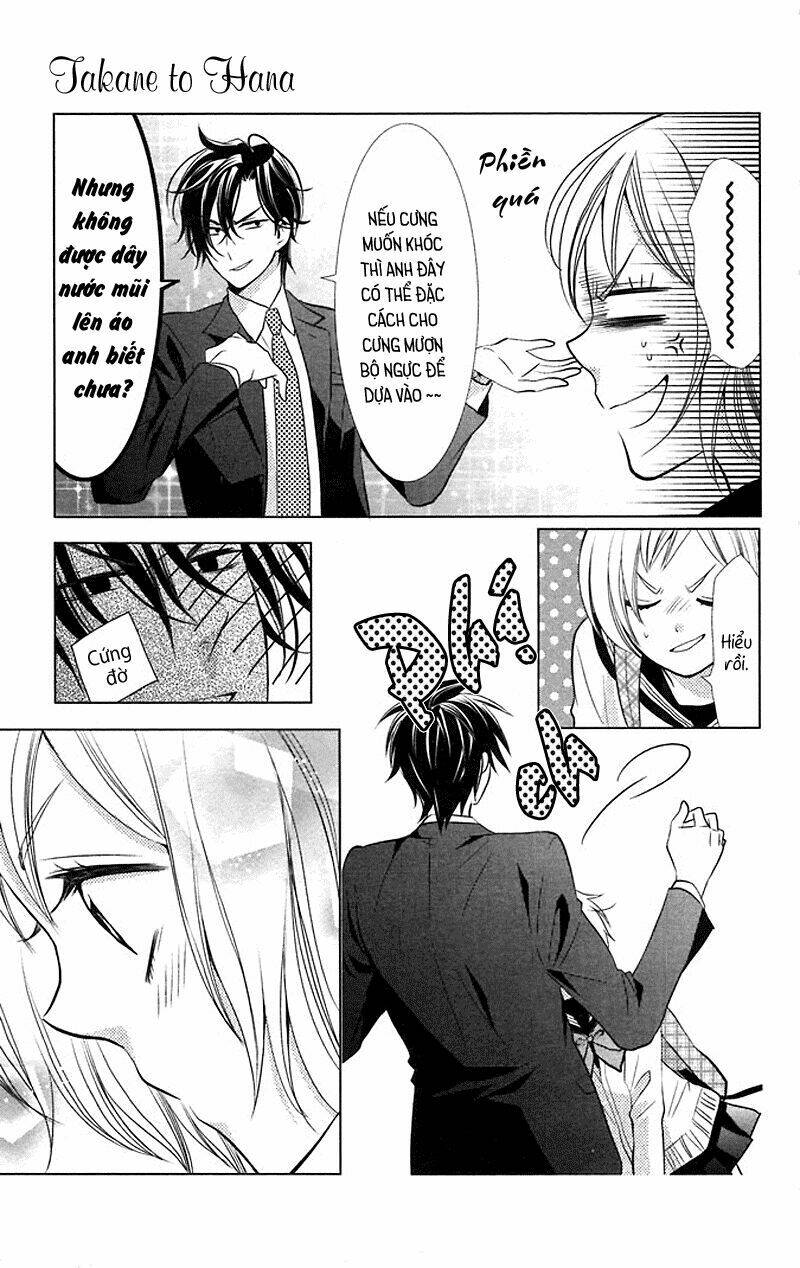 Takane to Hana
Phiền
quá
NẾU CƯNG
MUỐN KHÓC
THÌ ANH ĐÂY
CÓ THỂ ĐẶC
CÁCH CHO
CƯNG MƯỢN
BỘ NGỰC ĐỂ
DỰA VÀO ~~
Nhưng
không
được dây
nước mũi
lên áo
anh biết
chưa?
Hiểu
rồi.
Phị!
ch
Cứng
đờ